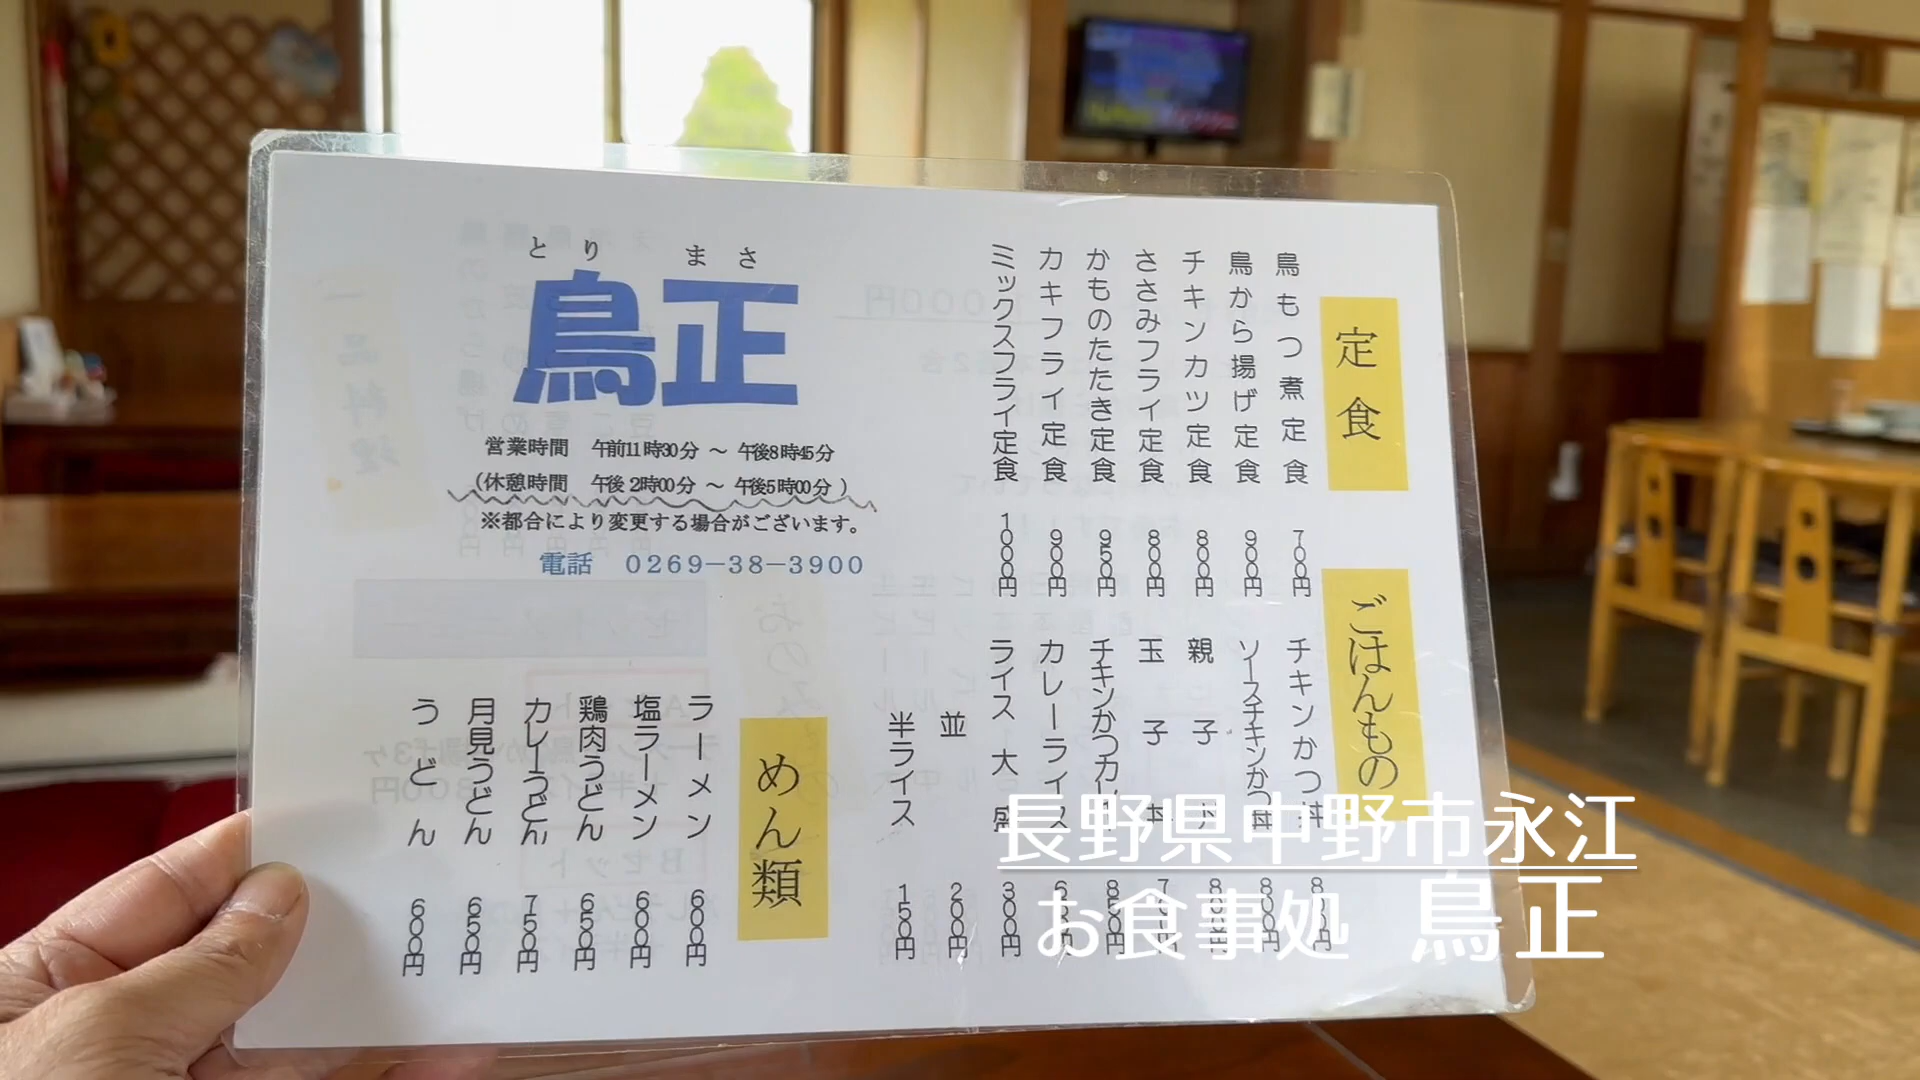 定食
鳥もつ煮定食 700円
鳥から揚げ定食 900円
チキンカツ定食 800円
ささみフライ定食 800円
かものたたき定食 950円
カキフライ定食 900円
ミックスフライ定食 1000円
ごはんもの
チキンかつ丼
ソースチキンかつ丼
親子丼
玉子丼
チキンかつカレー
カレーライス
ライス大盛 300円
並 200円
半ライス 150円
とり まさ
鳥正
営業時間 午前11時30分 ～ 午後8時45分
（休憩時間 午後2時00分 ～ 午後5時00分 ）
※都合により変更する場合がございます。
電話 0269－38－3900
めん類
ラーメン 600円
塩ラーメン 600円
鶏肉うどん 650円
カレーうどん 750円
月見うどん 650円
うどん 600円
長野県中野市永江
お食事処 鳥正